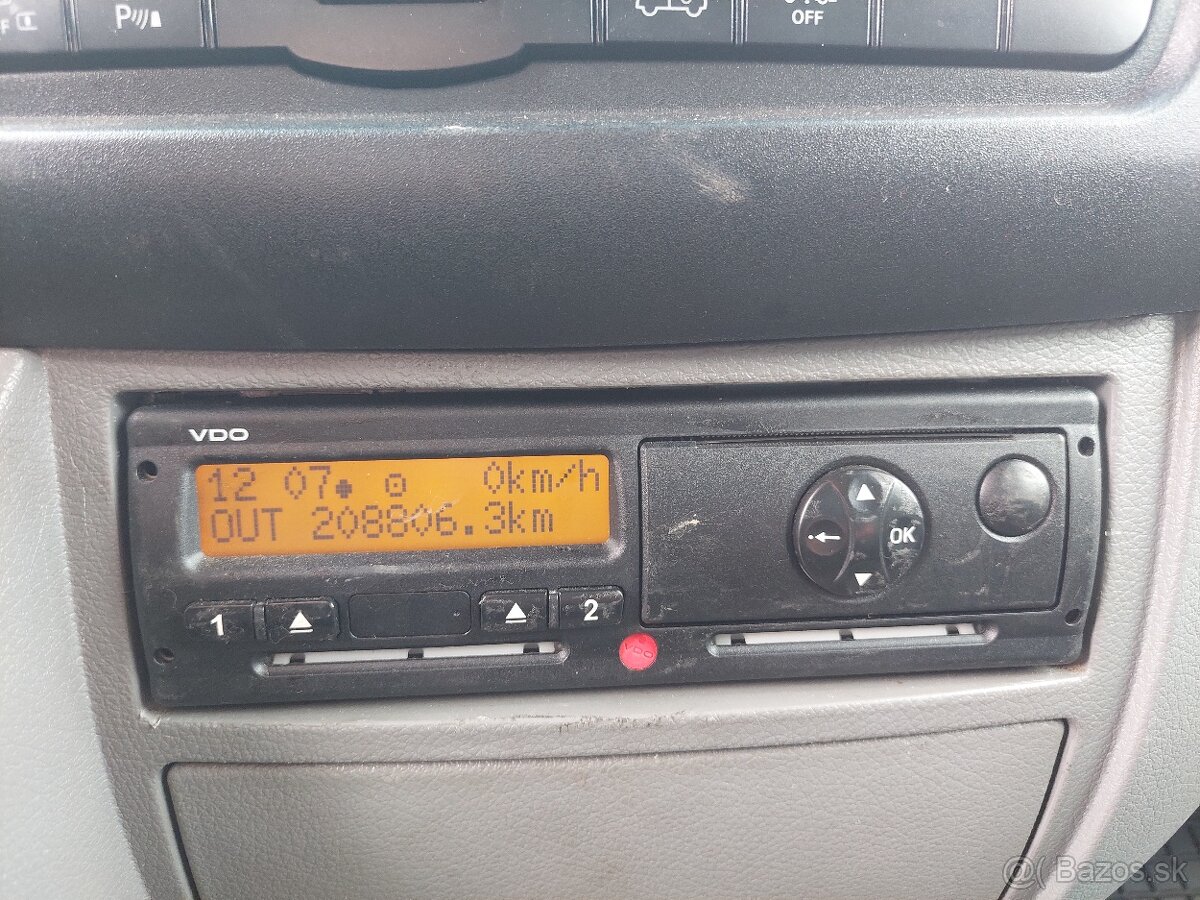 P
OFF
VDO
12 07 0km/h
OUT 208806.3km
1
2
OK
VDO
@( Bazos.sk